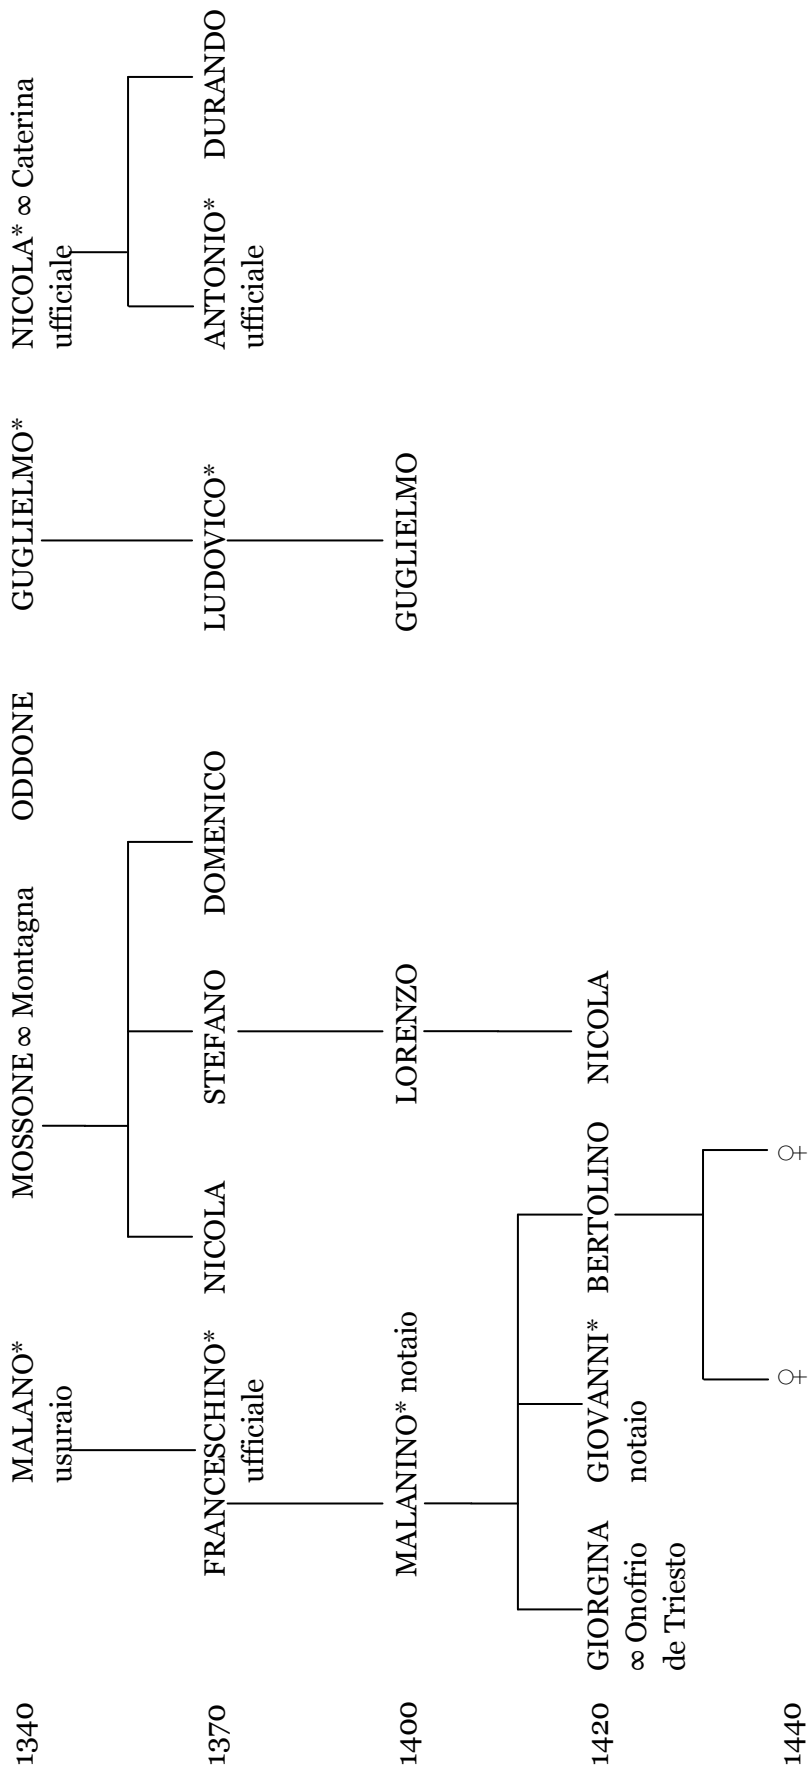 1340
MALANO*
usuraio
MOSSONE ∞ Montagna
ODDONE
GUGLIELMO*
NICOLA* ∞ Caterina
ufficiale
1370
FRANCESCHINO*
ufficiale
NICOLA
STEFANO
DOMENICO
LUDOVICO*
ANTONIO*
ufficiale
DURANDO
1400
MALANINO* notaio
LORENZO
GUGLIELMO
1420
GIORGINA
∞ Onofrio
de Triesto
GIOVANNI*
notaio
BERTOLINO
NICOLA
1440
♀
♀